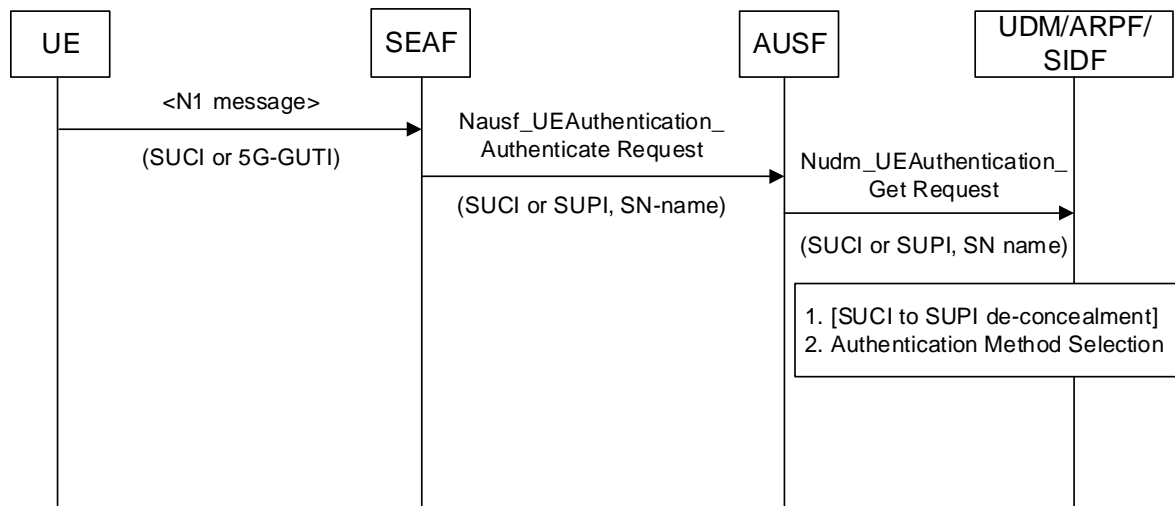 UE
SEAF
AUSF
UDM/ARPF/
SIDF
<N1 message>
(SUCI or 5G-GUTI)
Nausf_UEAuthentication_
Authenticate Request
(SUCI or SUPI, SN-name)
Nudm_UEAuthentication_
Get Request
(SUCI or SUPI, SN name)
1. [SUCI to SUPI de-concealment]
2. Authentication Method Selection